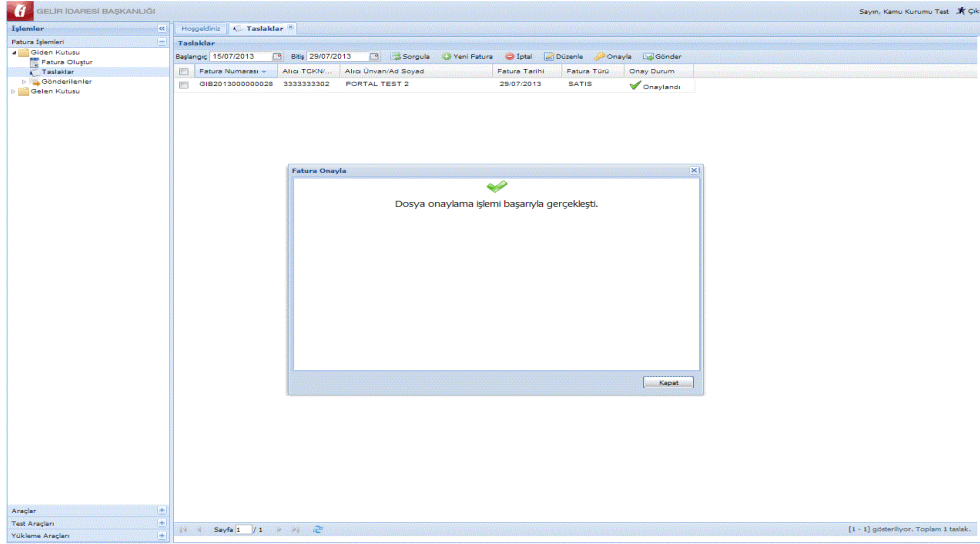 GELİR İDARESİ BAŞKANLIĞI
Sayın, Kamu Kurumu Test Çık
İşlemler
Hoşgeldiniz Taslaklar
Fatura İşlemleri
Taslaklar
Giden Kutusu
Fatura Oluştur
Taslaklar
Gönderilenler
Gelen Kutusu
Başlangıç 15/07/2013 Bitiş 29/07/2013 Sorgula Yeni Fatura İptal Düzenle Onayla Gönder
Fatura Numarası Alıcı TCKN/... Alıcı Ünvan/Ad Soyad Fatura Tarihi Fatura Türü Onay Durum
GIB2013000000028 3333333302 PORTAL TEST 2 29/07/2013 SATIS Onaylandı
Fatura Onayla
Dosya onaylama işlemi başarıyla gerçekleşti.
Kapat
Araçlar
Test Araçları
Yükleme Araçları
Sayfa 1 / 1
[1 - 1] gösteriliyor. Toplam 1 taslak.